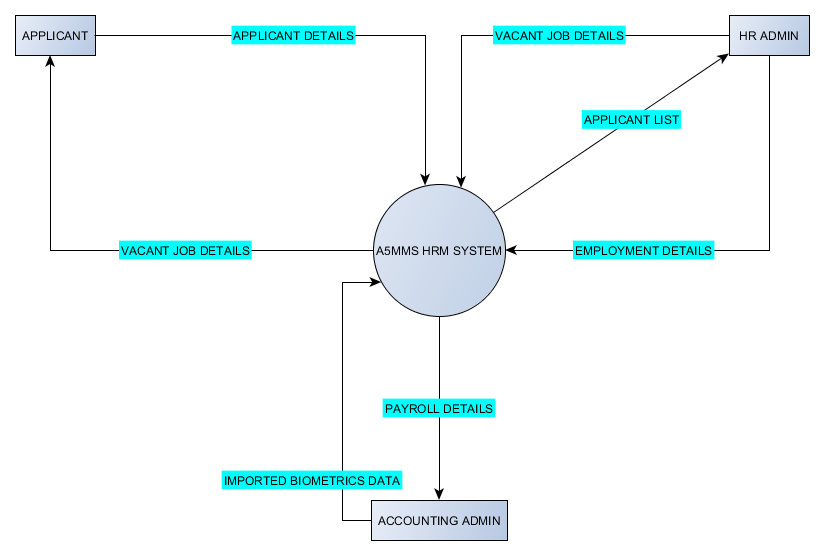 APPLICANT
APPLICANT DETAILS
VACANT JOB DETAILS
HR ADMIN
APPLICANT LIST
VACANT JOB DETAILS
A5MMS HRM SYSTEM
EMPLOYMENT DETAILS
PAYROLL DETAILS
IMPORTED BIOMETRICS DATA
ACCOUNTING ADMIN